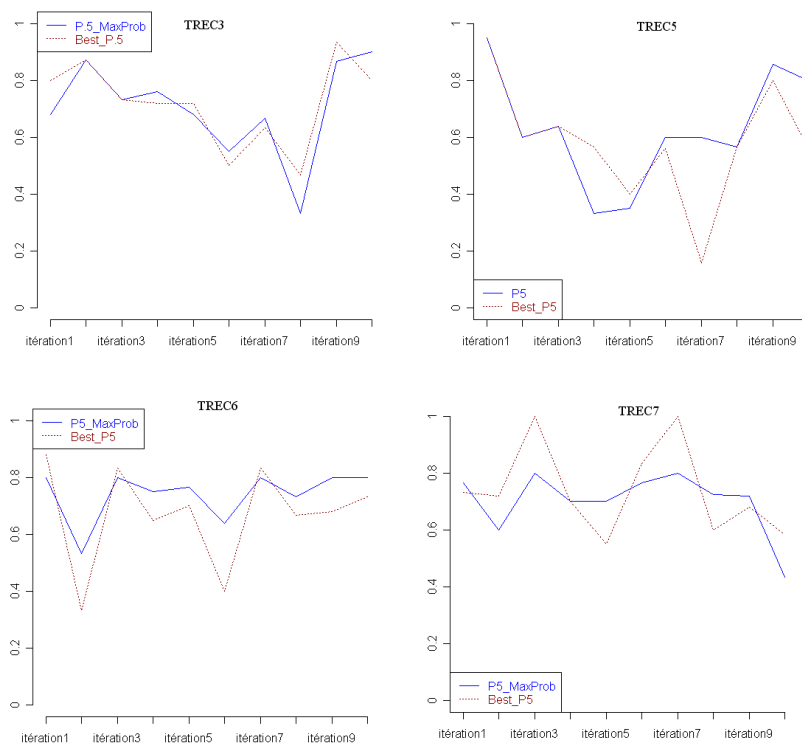 TREC3
P.5_MaxProb
Best_P.5
1
0.8
0.6
0.4
0.2
0
itération1 itération3 itération5 itération7 itération9
TREC5
1
0.8
0.6
0.4
0.2
0
P5
Best_P5
itération1 itération3 itération5 itération7 itération9
TREC6
P5_MaxProb
Best_P5
1
0.8
0.6
0.4
0.2
0
itération1 itération3 itération5 itération7 itération9
TREC7
1
0.8
0.6
0.4
0.2
0
P5_MaxProb
Best_P5
itération1 itération3 itération5 itération7 itération9